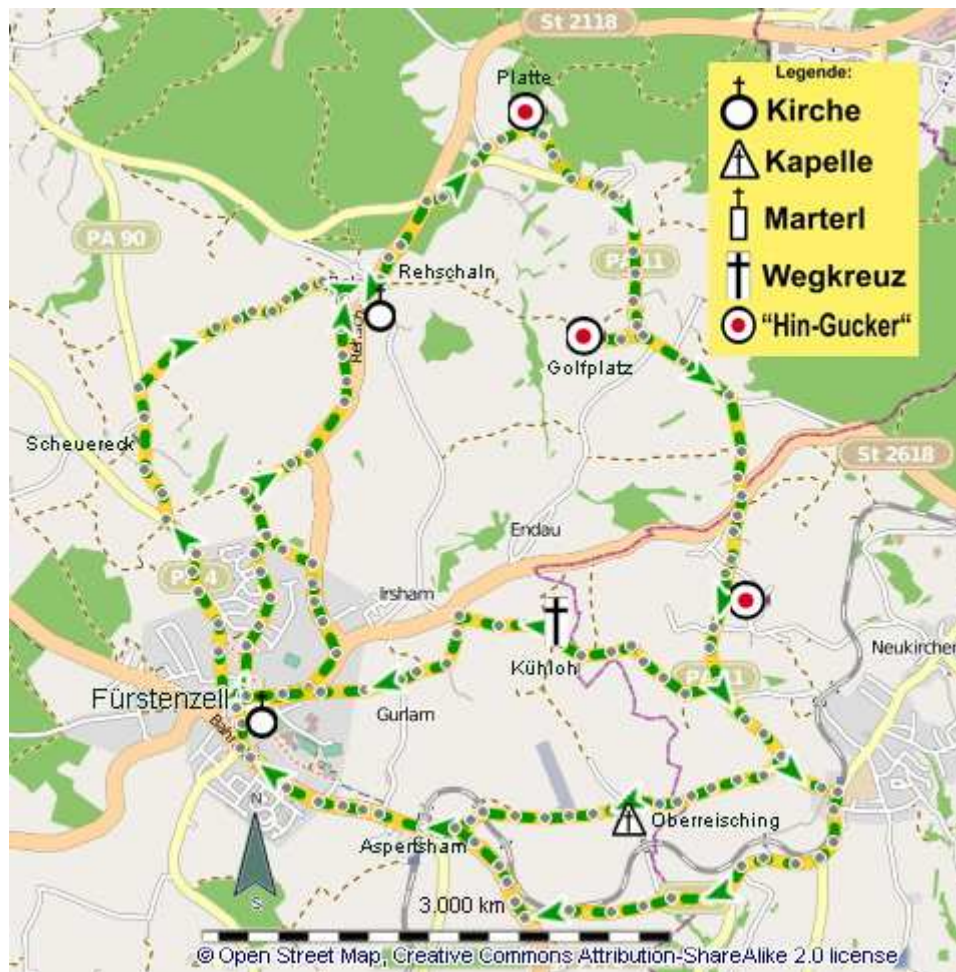 St 2118
Platte
Legende:
Kirche
Kapelle
Marterl
Wegkreuz
"Hin-Gucker"
PA 90
Rehschaln
Golfplatz
Scheuereck
St 2618
Endau
Irsham
Neukirchen
Kühloh
Fürstenzell
Gurlam
Oberreisching
Aspertsham
N
S
3.000 km
© Open Street Map, Creative Commons Attribution-ShareAlike 2.0 license